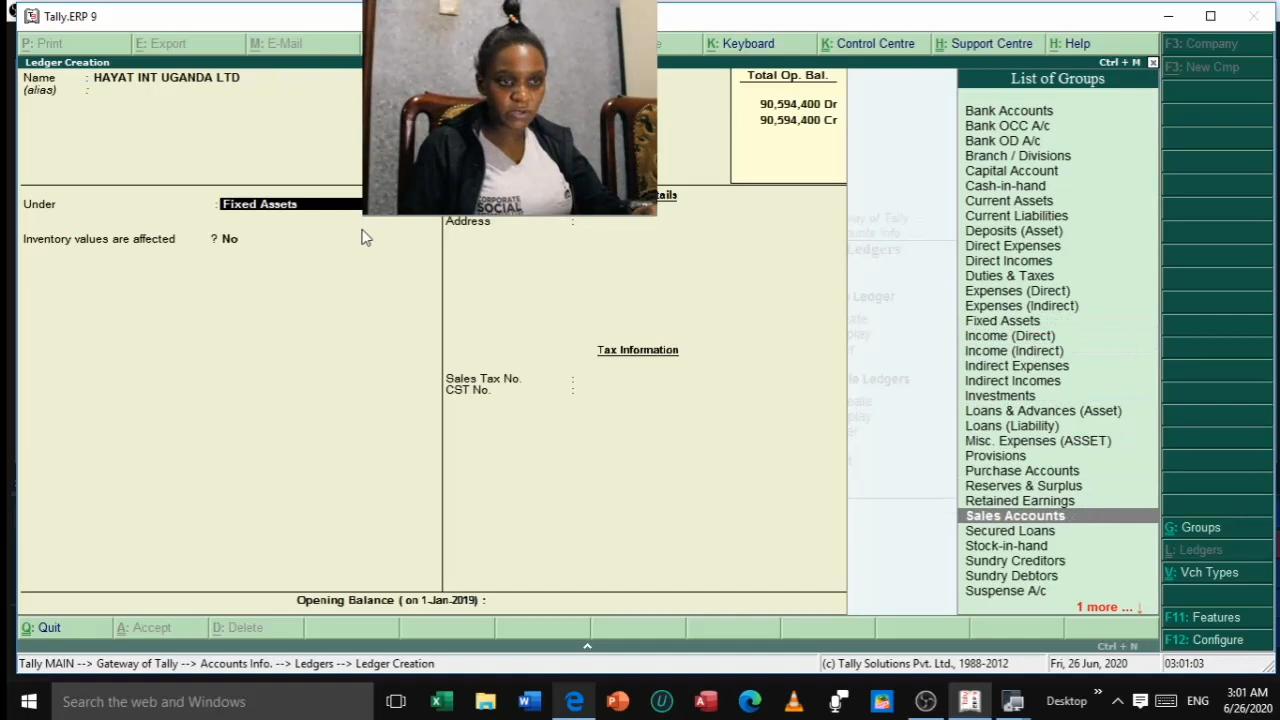 Tally.ERP 9
P: Print
E: Export
M: E-Mail
K: Keyboard
K: Control Centre
H: Support Centre
H: Help
F3: Company
F3: New Cmp
Ledger Creation
Ctrl + M
Name : HAYAT INT UGANDA LTD
(alias) :
Total Op. Bal.
90,594,400 Dr
90,594,400 Cr
CORPORATE
SOCIAL
Under : Fixed Assets
Inventory values are affected ? No
Address :
Tax Information
Sales Tax No. :
CST No. :
Ledgers
Ledger
Ledgers
List of Groups
Bank Accounts
Bank OCC A/c
Bank OD A/c
Branch / Divisions
Capital Account
Cash-in-hand
Current Assets
Current Liabilities
Deposits (Asset)
Direct Expenses
Direct Incomes
Duties & Taxes
Expenses (Direct)
Expenses (Indirect)
Fixed Assets
Income (Direct)
Income (Indirect)
Indirect Expenses
Indirect Incomes
Investments
Loans & Advances (Asset)
Loans (Liability)
Misc. Expenses (ASSET)
Provisions
Purchase Accounts
Reserves & Surplus
Retained Earnings
Sales Accounts
Secured Loans
Stock-in-hand
Sundry Creditors
Sundry Debtors
Suspense A/c
1 more ... ↓
G: Groups
L: Ledgers
V: Vch Types
F11: Features
F12: Configure
Opening Balance ( on 1-Jan-2019) :
Q: Quit
A: Accept
D: Delete
Ctrl + N
Tally MAIN --> Gateway of Tally --> Accounts Info. --> Ledgers --> Ledger Creation
(c) Tally Solutions Pvt. Ltd., 1988-2012
Fri, 26 Jun, 2020
03:01:03
Search the web and Windows
Desktop
ENG
3:01 AM
6/26/2020